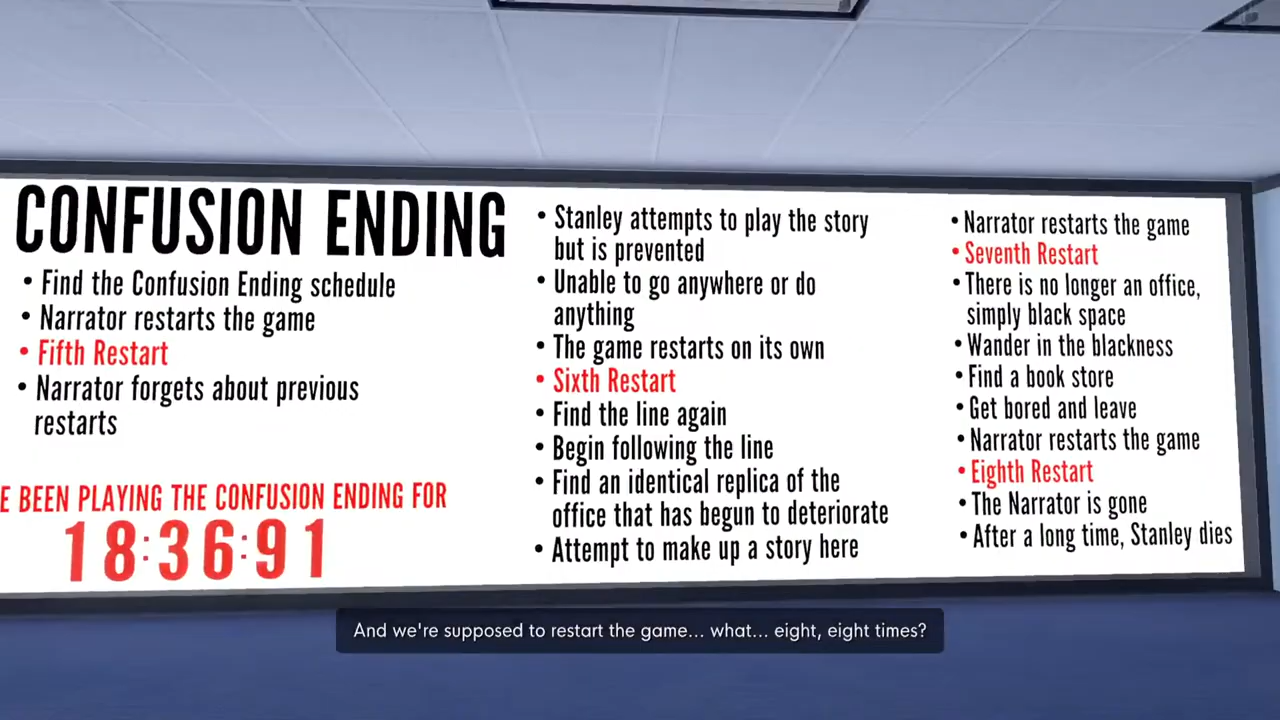 CONFUSION ENDING
• Find the Confusion Ending schedule
• Narrator restarts the game
• Fifth Restart
• Narrator forgets about previous
restarts
E BEEN PLAYING THE CONFUSION ENDING FOR
18:36:91
• Stanley attempts to play the story
but is prevented
• Unable to go anywhere or do
anything
• The game restarts on its own
• Sixth Restart
• Find the line again
• Begin following the line
• Find an identical replica of the
office that has begun to deteriorate
• Attempt to make up a story here
• Narrator restarts the game
• Seventh Restart
• There is no longer an office,
simply black space
• Wander in the blackness
• Find a book store
• Get bored and leave
• Narrator restarts the game
• Eighth Restart
• The Narrator is gone
• After a long time, Stanley dies
And we're supposed to restart the game... what... eight, eight times?